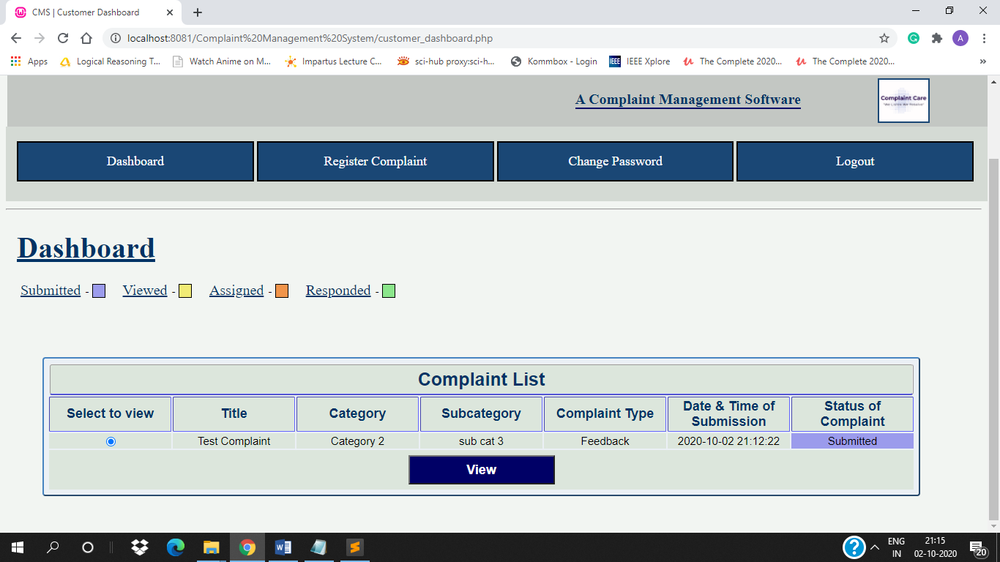 CMS | Customer Dashboard
localhost:8081/Complaint%20Management%20System/customer_dashboard.php
A
Apps
Logical Reasoning T...
Watch Anime on M...
Impartus Lecture C...
sci-hub proxy:sci-h...
Kommbox - Login
IEEE
IEEE Xplore
The Complete 2020...
The Complete 2020...
A Complaint Management Software
Complaint Care
Dashboard
Register Complaint
Change Password
Logout
Dashboard
Submitted -
Viewed -
Assigned -
Responded -
Complaint List
Select to view
Title
Category
Subcategory
Complaint Type
Date & Time of
Submission
Status of
Complaint
Test Complaint
Category 2
sub cat 3
Feedback
2020-10-02 21:12:22
Submitted
View
ENG
IN
21:15
02-10-2020
20